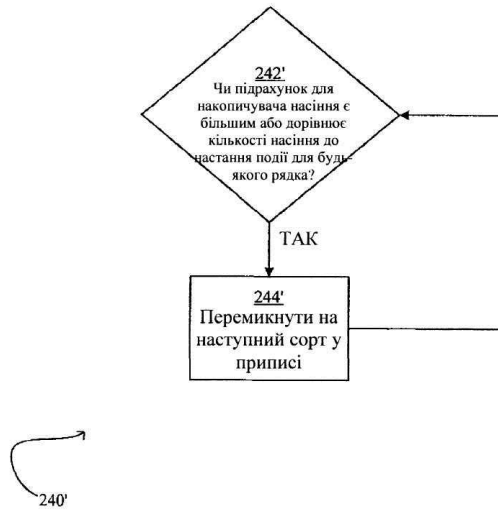 242'
Чи підрахунок для
накопичувача насіння є
більшим або дорівнює
кількості насіння до
настання події для будь-
якого рядка?
ТАК
244'
Перемикнути на
наступний сорт у
приписі
240'